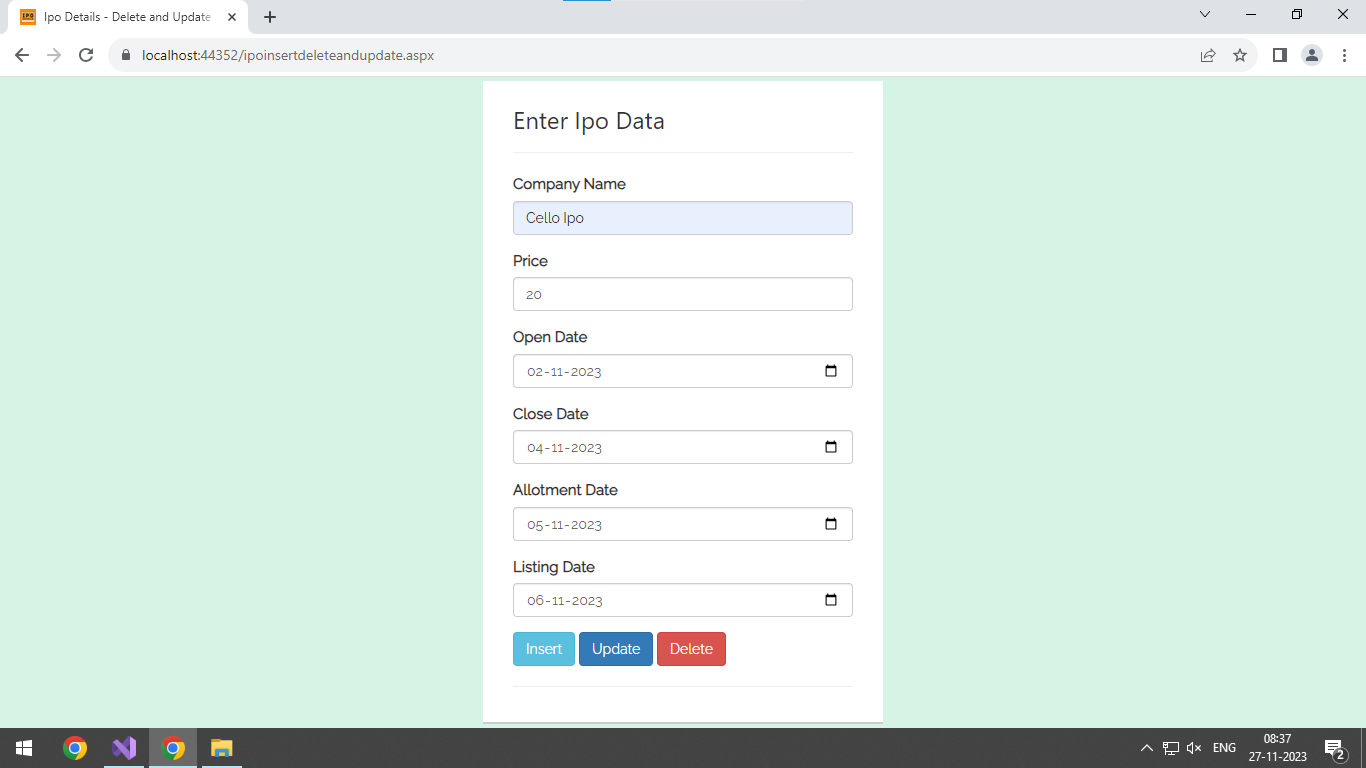 IPO
Ipo Details - Delete and Update
localhost:44352/ipoinsertdeleteandupdate.aspx
Enter Ipo Data
Company Name
Cello Ipo
Price
20
Open Date
02-11-2023
Close Date
04-11-2023
Allotment Date
05-11-2023
Listing Date
06-11-2023
Insert Update Delete
ENG
08:37
27-11-2023
2